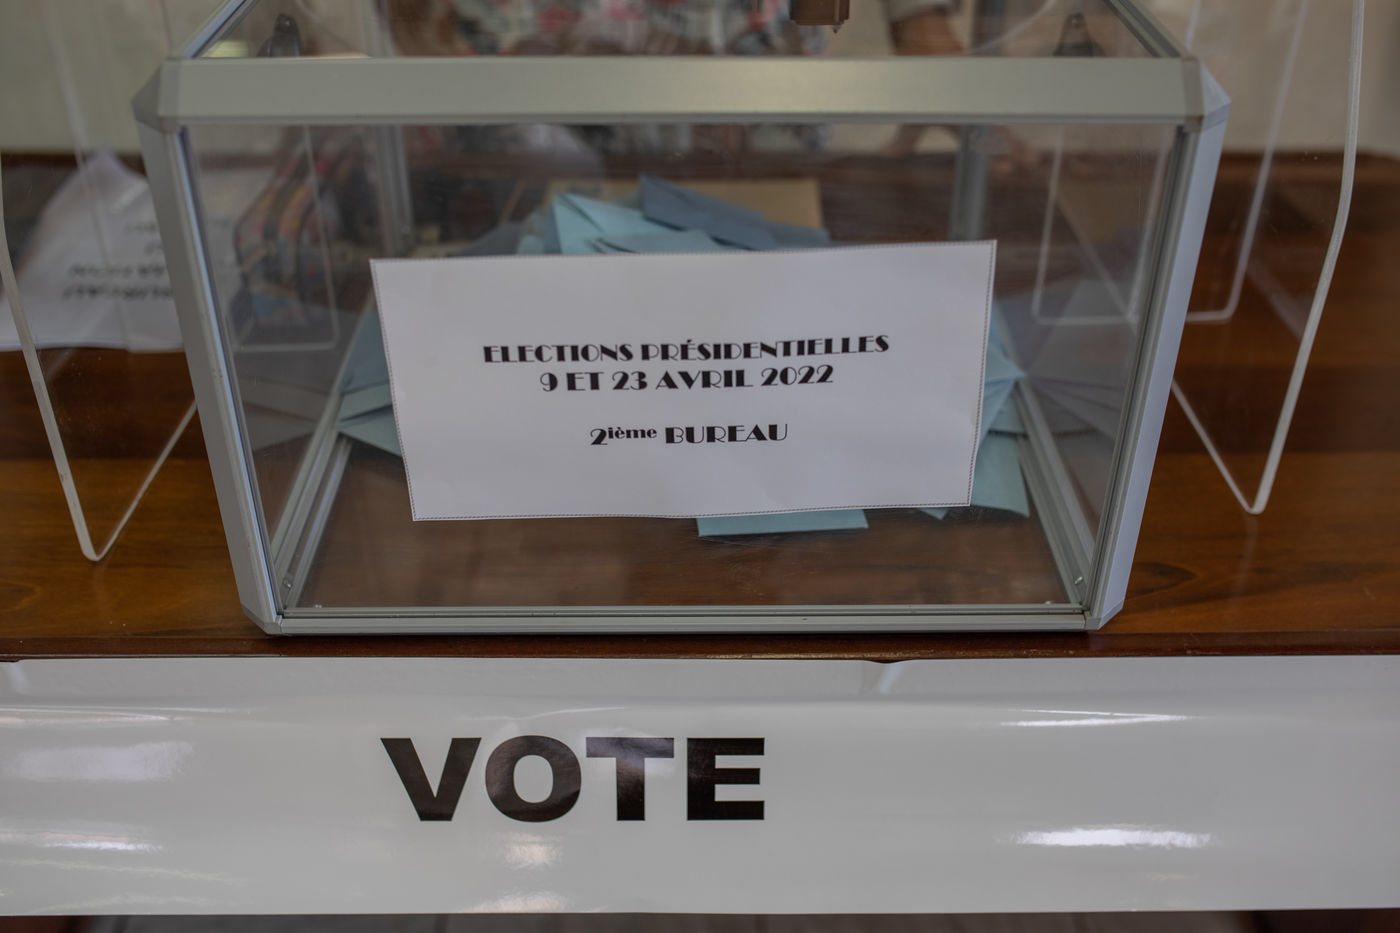 ELECTIONS PRÉSIDENTIELLES
9 ET 23 AVRIL 2022
2ième BUREAU
VOTE